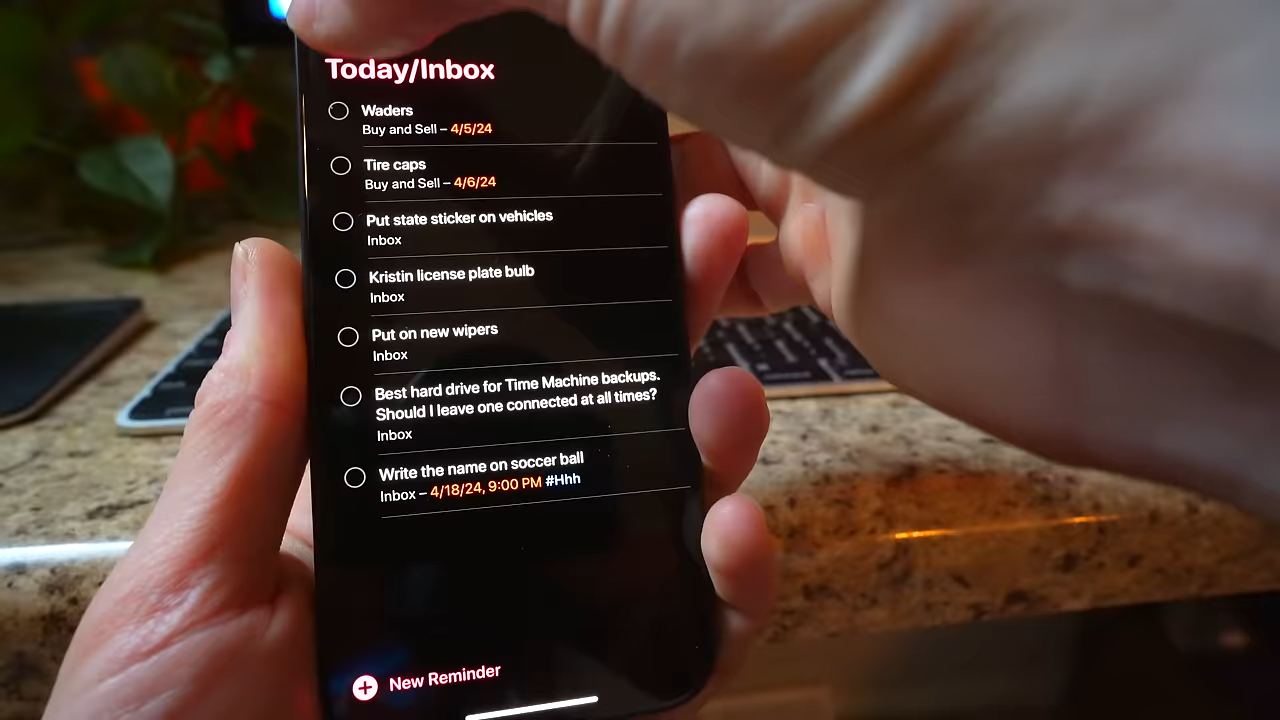 Today/Inbox
Waders
Buy and Sell – 4/5/24
Tire caps
Buy and Sell – 4/6/24
Put state sticker on vehicles
Inbox
Kristin license plate bulb
Inbox
Put on new wipers
Inbox
Best hard drive for Time Machine backups.
Should I leave one connected at all times?
Inbox
Write the name on soccer ball
Inbox – 4/18/24, 9:00 PM #Hhh
New Reminder